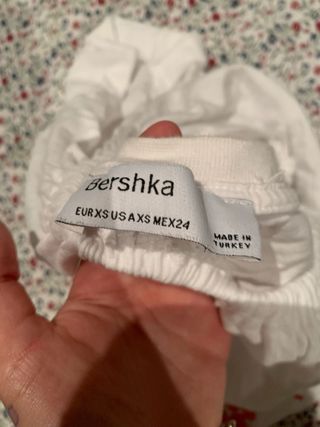 Bershka
EUR XS USA XS MEX 24
MADE IN
TURKEY